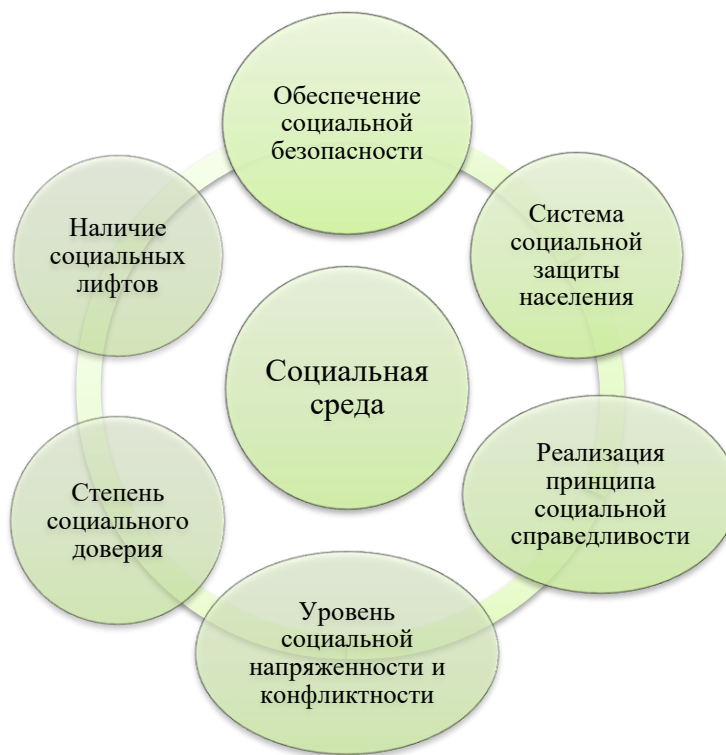 Обеспечение
социальной
безопасности
Система
социальной
защиты
населения
Реализация
принципа
социальной
справедливости
Уровень
социальной
напряженности и
конфликтности
Степень
социального
доверия
Наличие
социальных
лифтов
Социальная
среда